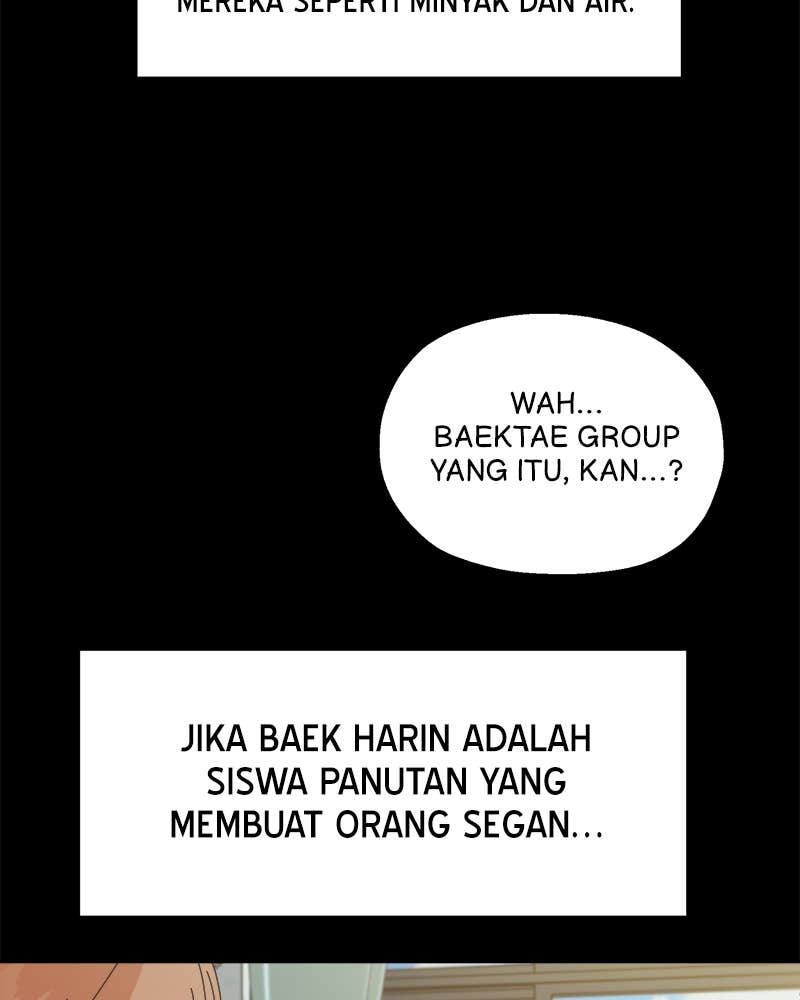 MEREKA SEPERTI MINYAK DAN AIR.
WAH...
BAEKTAE GROUP
YANG ITU, KAN...?
JIKA BAEK HARIN ADALAH
SISWA PANUTAN YANG
MEMBUAT ORANG SEGAN...